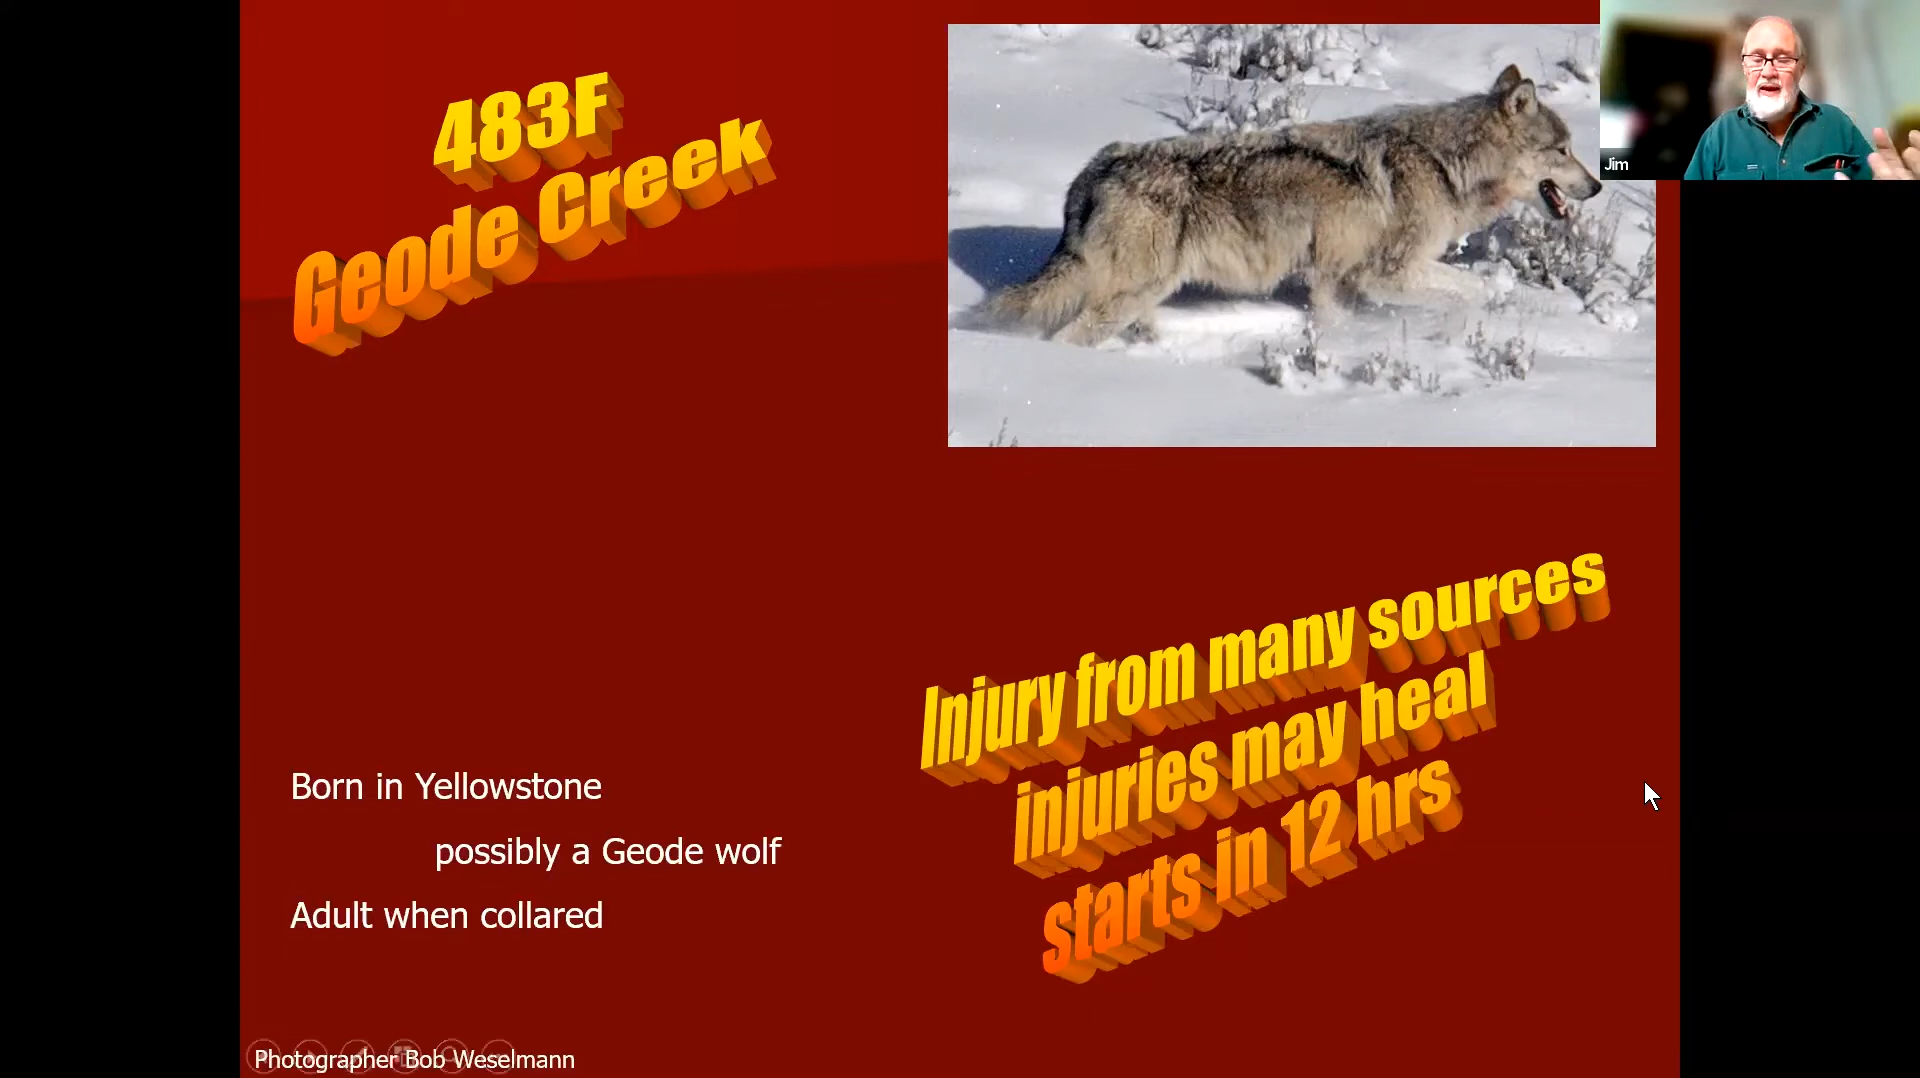 483F
Geode Creek
Jim
Injury from many sources
injuries may heal
starts in 12 hrs
Born in Yellowstone
possibly a Geode wolf
Adult when collared
Photographer Bob Weselmann